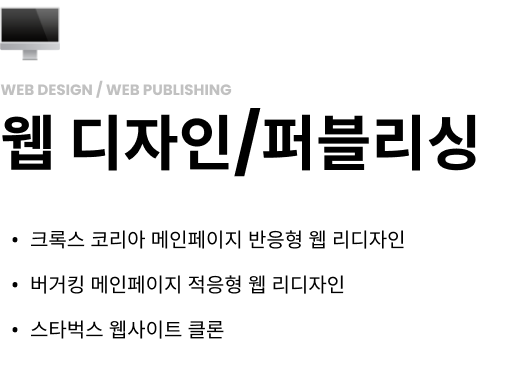 WEB DESIGN / WEB PUBLISHING
웹 디자인/퍼블리싱
• 크록스 코리아 메인페이지 반응형 웹 리디자인
• 버거킹 메인페이지 적응형 웹 리디자인
• 스타벅스 웹사이트 클론